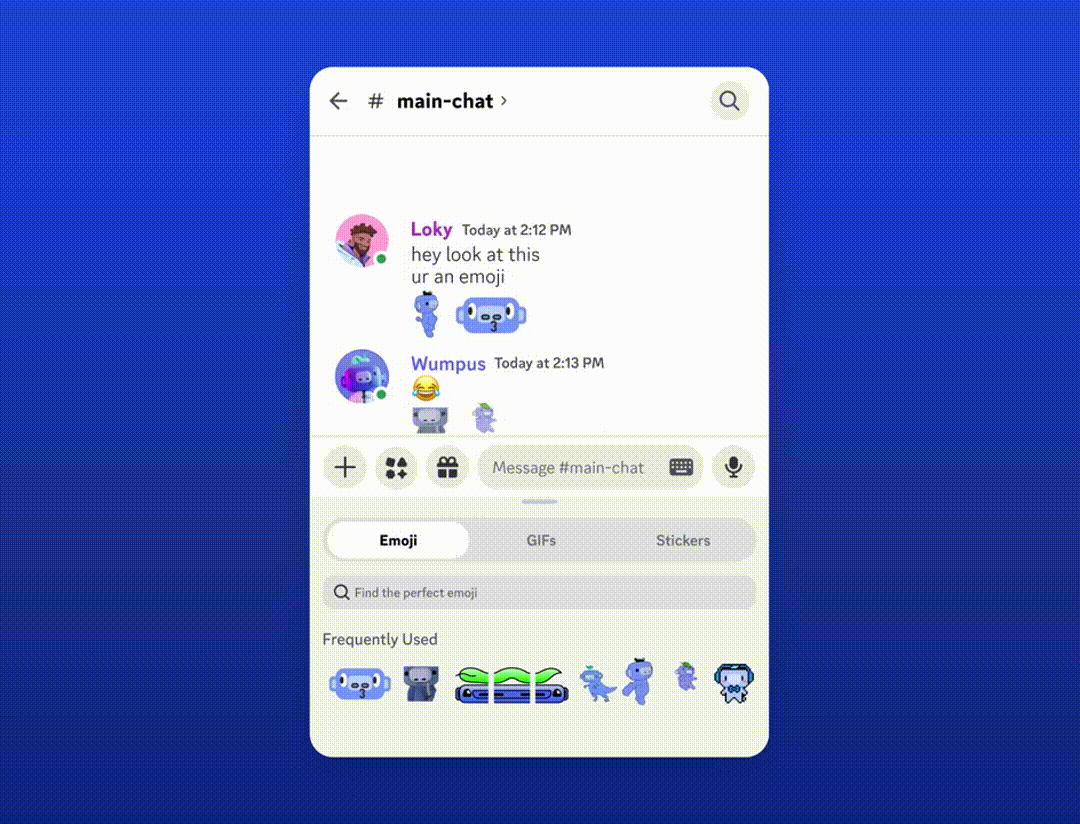 # main-chat
Loky Today at 2:12 PM
hey look at this
ur an emoji
Wumpus Today at 2:13 PM
Message #main-chat
Emoji GIFs Stickers
Find the perfect emoji
Frequently Used